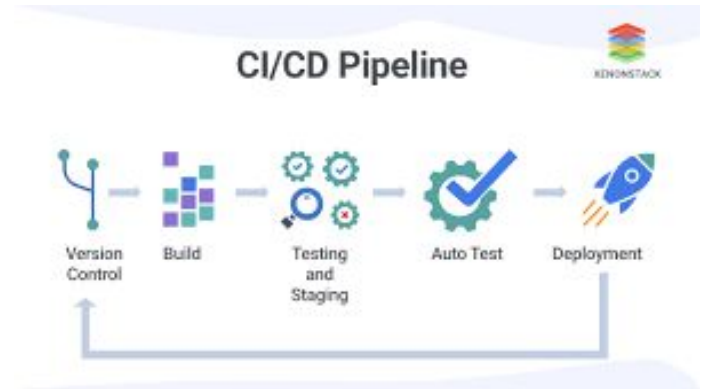 CI/CD Pipeline
XENONSTACK
Version
Control
Build
Testing
and
Staging
Auto Test
Deployment